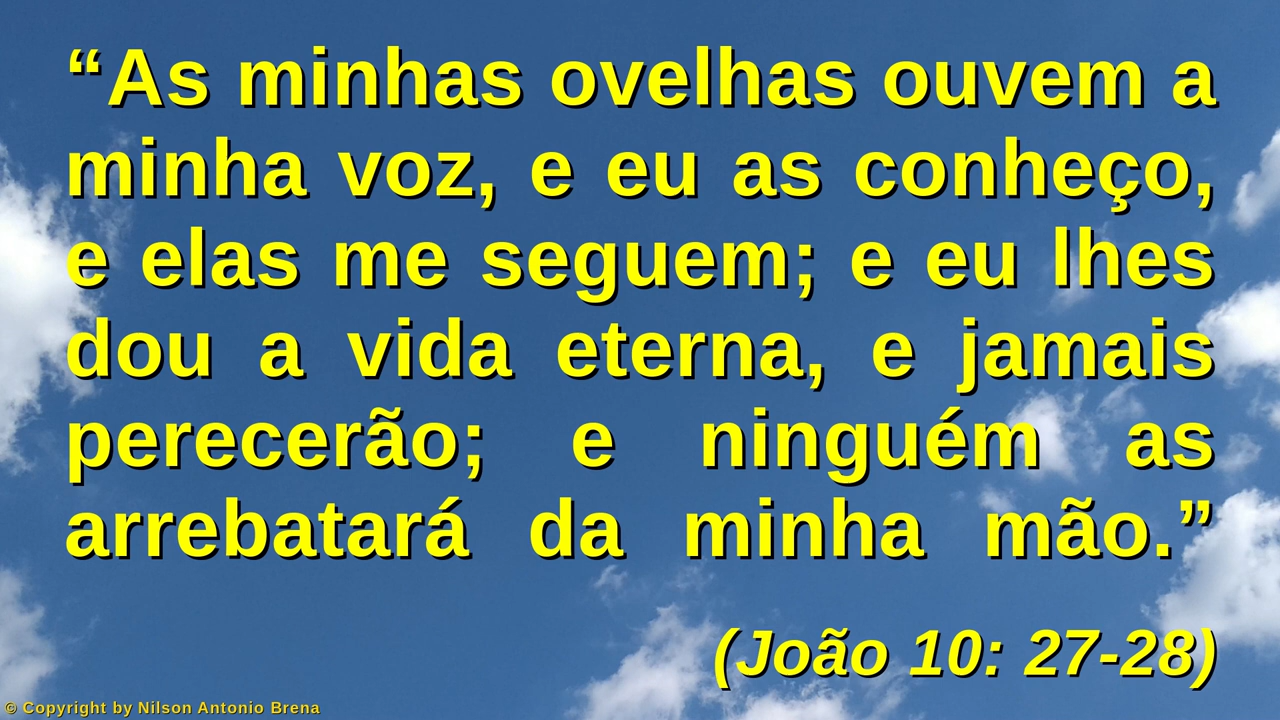 “As minhas ovelhas ouvem a
minha voz, e eu as conheço,
e elas me seguem; e eu lhes
dou a vida eterna, e jamais
perecerão; e ninguém as
arrebatará da minha mão.”
(João 10: 27-28)
© Copyright by Nilson Antonio Brena